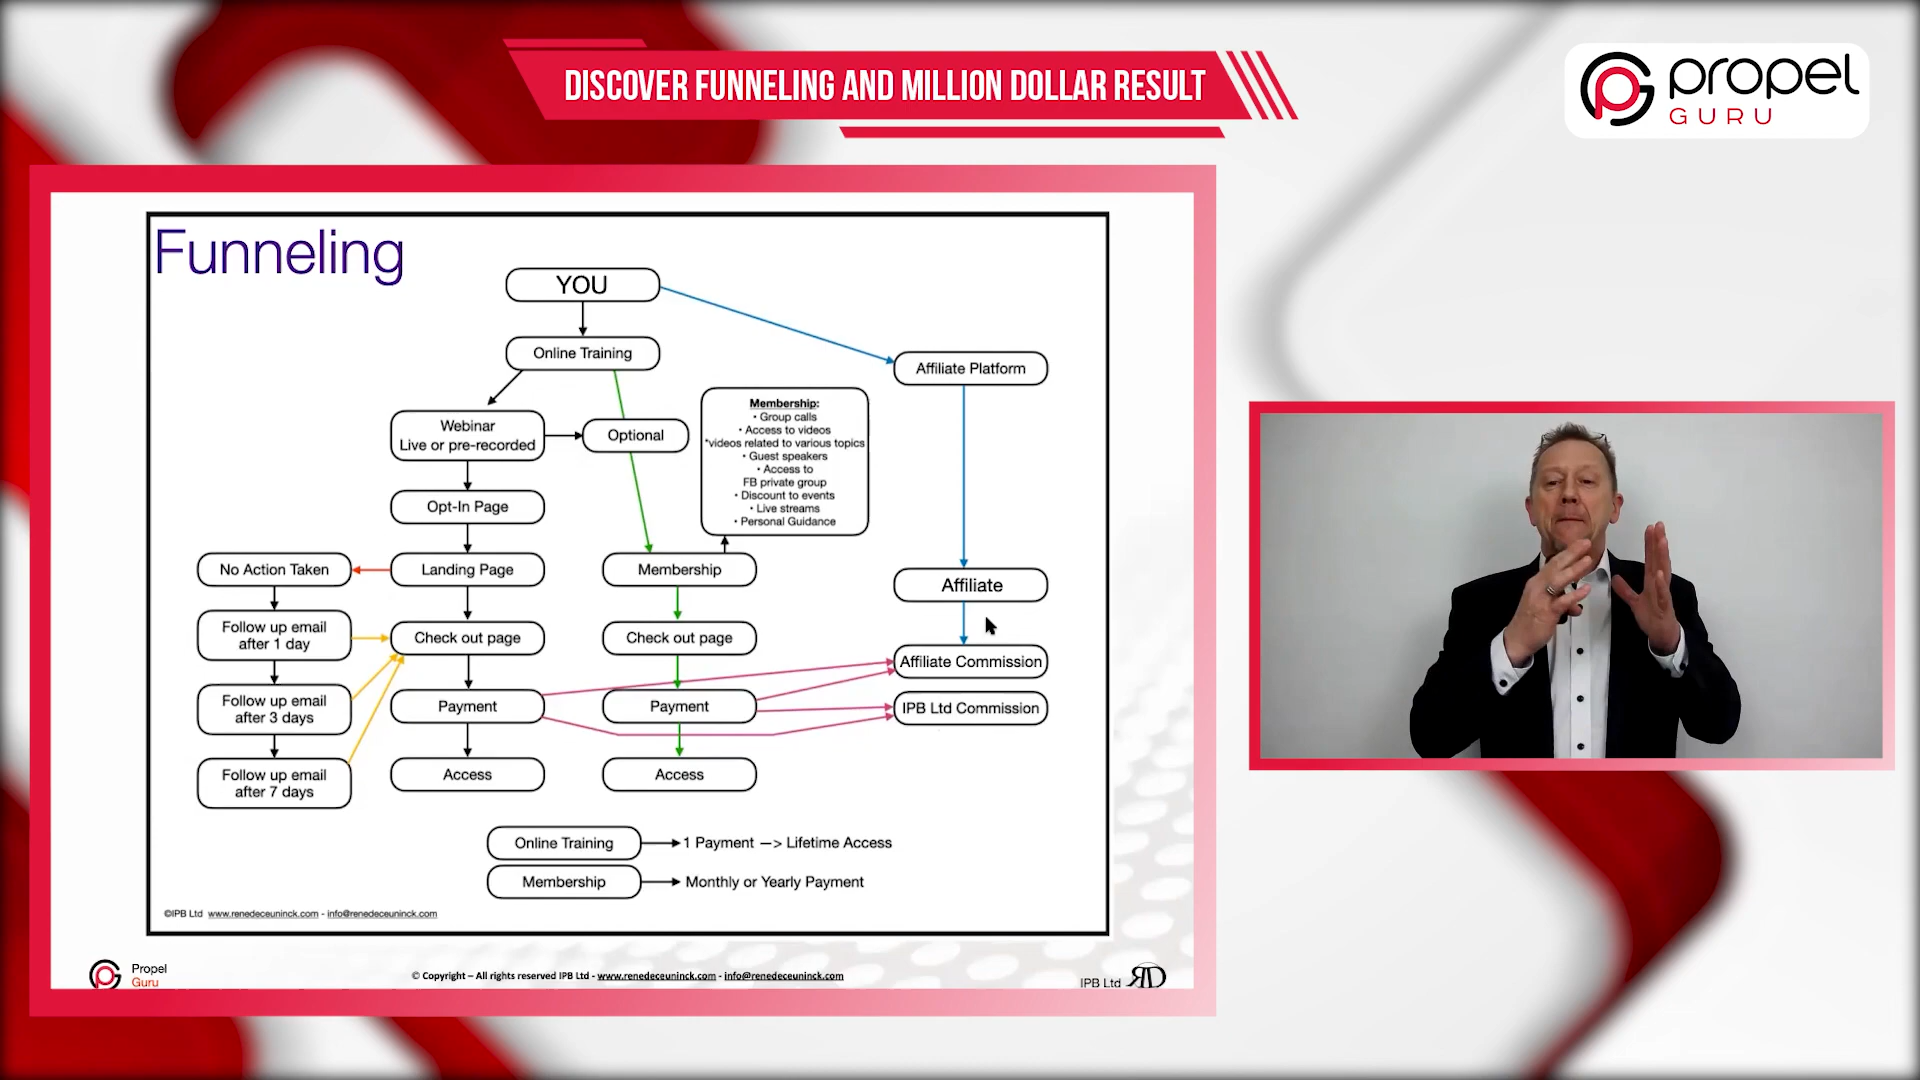 DISCOVER FUNNELING AND MILLION DOLLAR RESULT
propel
GURU
Funneling
YOU
Online Training
Affiliate Platform
Webinar
Live or pre-recorded
Optional
Membership:
• Group calls
• Access to videos
*videos related to various topics
• Guest speakers
• Access to
FB private group
• Discount to events
• Live streams
• Personal Guidance
Opt-In Page
No Action Taken
Landing Page
Membership
Affiliate
Follow up email
after 1 day
Check out page
Check out page
Affiliate Commission
Follow up email
after 3 days
Payment
Payment
IPB Ltd Commission
Follow up email
after 7 days
Access
Access
Online Training
1 Payment —> Lifetime Access
Membership
Monthly or Yearly Payment
©IPB Ltd www.renedeceuninck.com - info@renedeceuninck.com
Propel
Guru
© Copyright – All rights reserved IPB Ltd - www.renedeceuninck.com - info@renedeceuninck.com
IPB Ltd